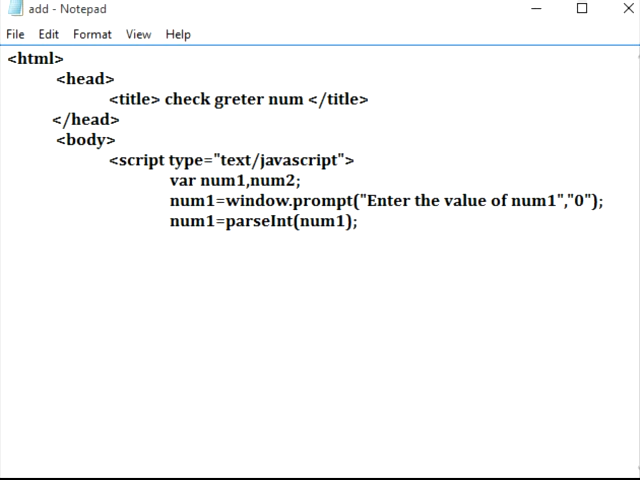 add - Notepad
File Edit Format View Help
<html>
<head>
<title> check greter num </title>
</head>
<body>
<script type="text/javascript">
var num1,num2;
num1=window.prompt("Enter the value of num1","0");
num1=parseInt(num1);